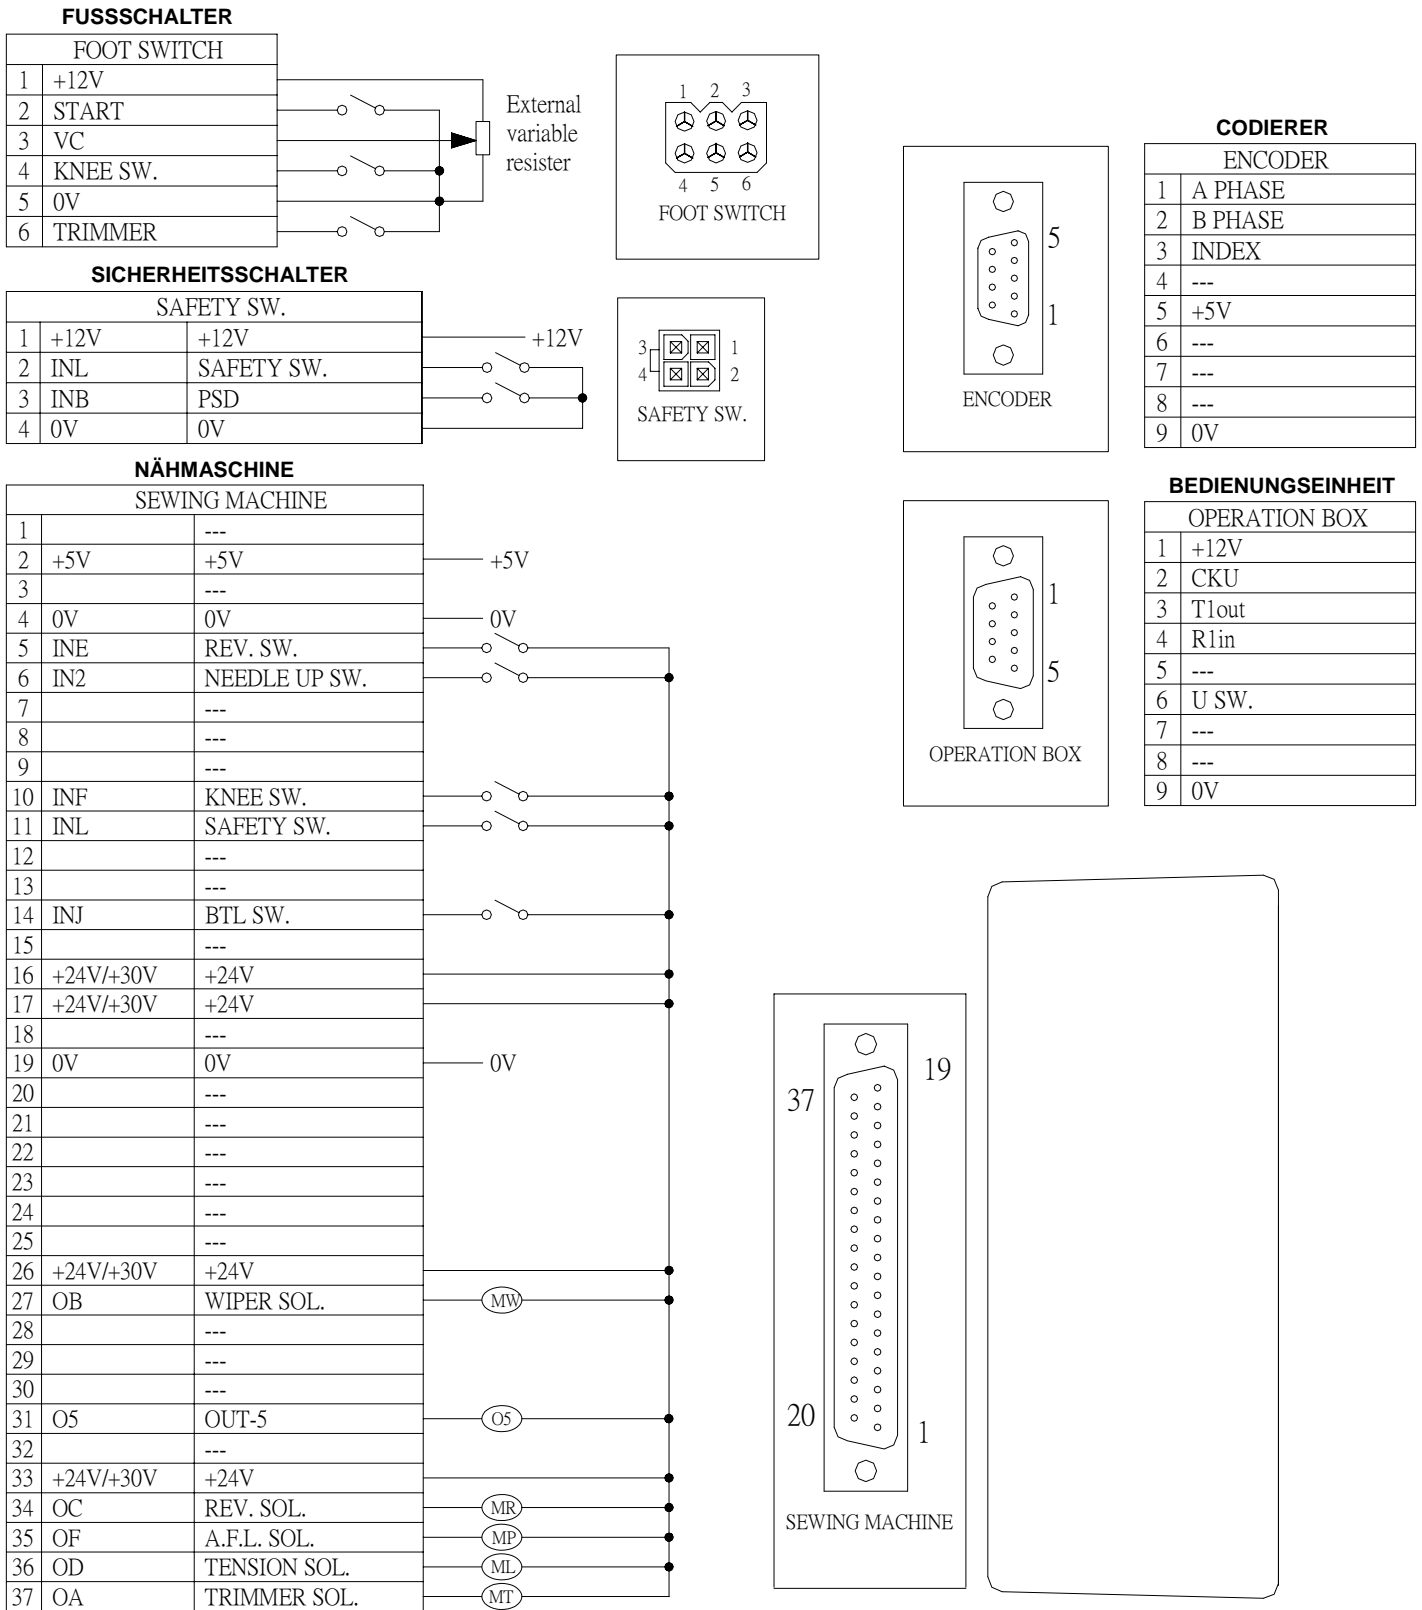 FUSSSCHALTER
FOOT SWITCH
1 +12V
2 START
3 VC
4 KNEE SW.
5 0V
6 TRIMMER
External
variable
resister
1 2 3
4 5 6
FOOT SWITCH
SICHERHEITSSCHALTER
SAFETY SW.
1 +12V +12V +12V
2 INL SAFETY SW.
3 INB PSD
4 0V 0V
3 1
4 2
SAFETY SW.
NÄHMASCHINE
SEWING MACHINE
1 ---
2 +5V +5V +5V
3 ---
4 0V 0V 0V
5 INE REV. SW.
6 IN2 NEEDLE UP SW.
7 ---
8 ---
9 ---
10 INF KNEE SW.
11 INL SAFETY SW.
12 ---
13 ---
14 INJ BTL SW.
15 ---
16 +24V/+30V +24V
17 +24V/+30V +24V
18 ---
19 0V 0V 0V
20 ---
21 ---
22 ---
23 ---
24 ---
25 ---
26 +24V/+30V +24V
27 OB WIPER SOL. MW
28 ---
29 ---
30 ---
31 O5 OUT-5 O5
32 ---
33 +24V/+30V +24V
34 OC REV. SOL. MR
35 OF A.F.L. SOL. MP
36 OD TENSION SOL. ML
37 OA TRIMMER SOL. MT
5
1
ENCODER
CODIERER
ENCODER
1 A PHASE
2 B PHASE
3 INDEX
4 ---
5 +5V
6 ---
7 ---
8 ---
9 0V
1
5
OPERATION BOX
BEDIENUNGSEINHEIT
OPERATION BOX
1 +12V
2 CKU
3 T1out
4 R1in
5 ---
6 U SW.
7 ---
8 ---
9 0V
19
37
20
1
SEWING MACHINE